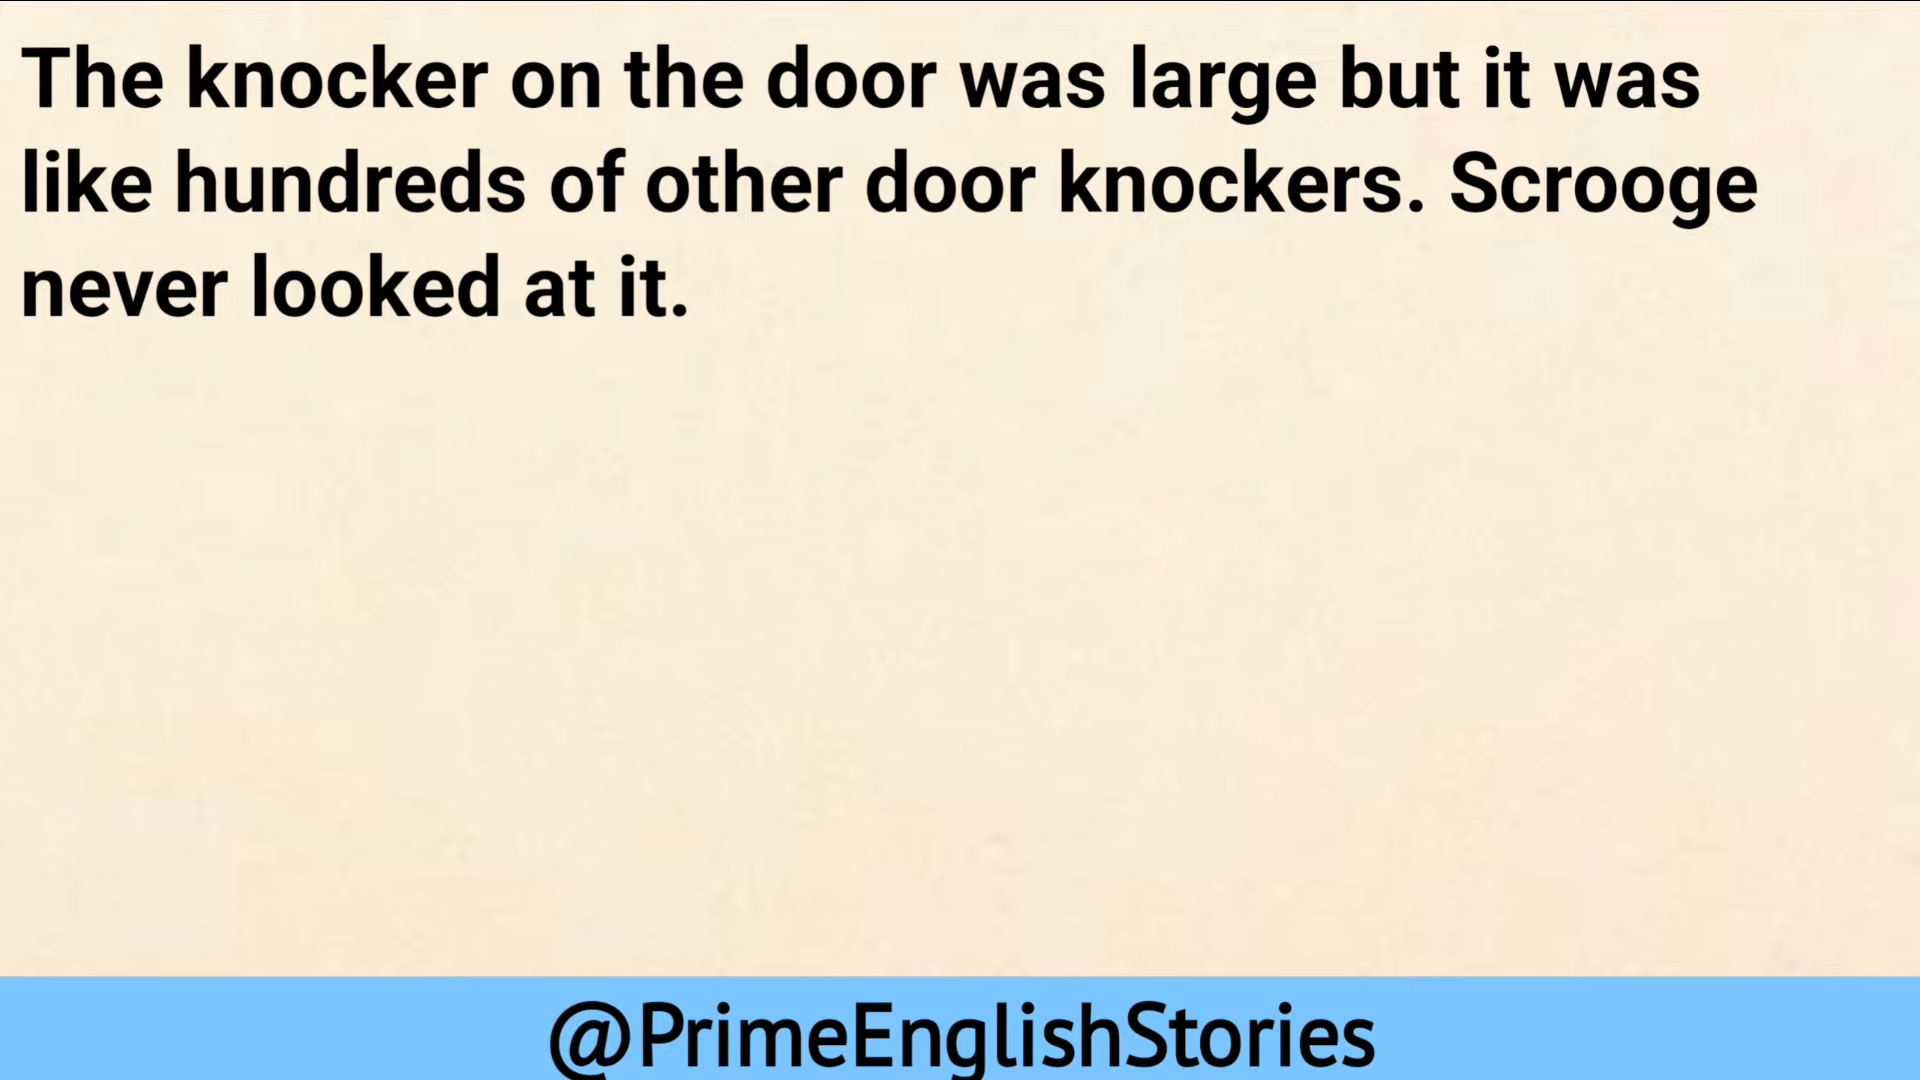 The knocker on the door was large but it was
like hundreds of other door knockers. Scrooge
never looked at it.
@PrimeEnglishStories